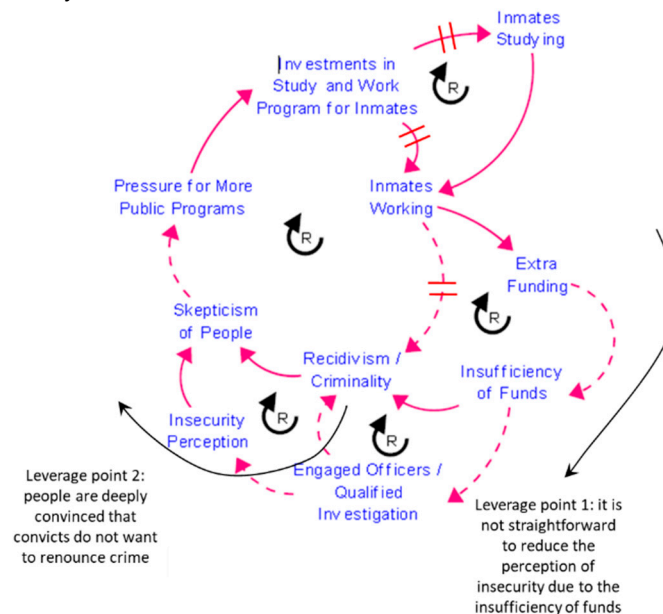 Inmates
Studying
Investments in
Study and Work
Program for Inmates
R
Pressure for More
Public Programs
Inmates
Working
R
Extra
Funding
Skepticism
of People
R
Recidivism /
Criminality
Insufficiency
of Funds
Insecurity
Perception
R
R
Engaged Officers /
Qualified
Investigation
Leverage point 2:
people are deeply
convinced that
convicts do not want
to renounce crime
Leverage point 1: it is
not straightforward
to reduce the
perception of
insecurity due to the
insufficiency of funds